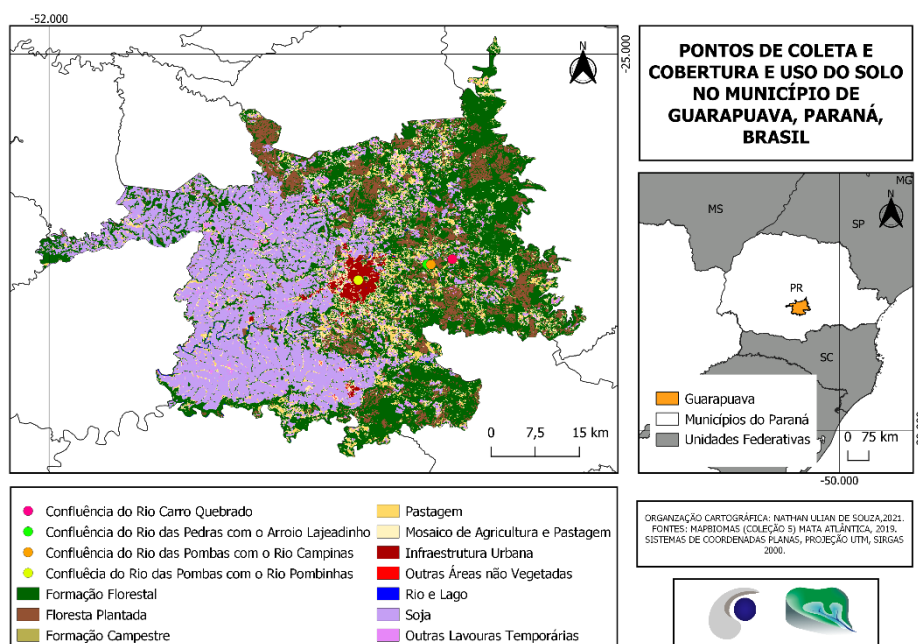 -52.000
-25.000
N
0 7,5 15 km
PONTOS DE COLETA E
COBERTURA E USO DO SOLO
NO MUNICÍPIO DE
GUARAPUAVA, PARANÁ,
BRASIL
MG
MS
N
SP
PR
SC
Guarapuava
Municípios do Paraná
Unidades Federativas
0 75 km
-50.000
Confluência do Rio Carro Quebrado
Confluência do Rio das Pedras com o Arroio Lajeadinho
Confluência do Rio das Pombas com o Rio Campinas
Confluêcia do Rio das Pombas com o Rio Pombinhas
Formação Florestal
Floresta Plantada
Formação Campestre
Pastagem
Mosaico de Agricultura e Pastagem
Infraestrutura Urbana
Outras Áreas não Vegetadas
Rio e Lago
Soja
Outras Lavouras Temporárias
ORGANZAÇÃO CARTOGRÁFICA: NATHAN ULIAN DE SOUZA,2021.
FONTES: MAPBIOMAS (COLEÇÃO 5) MATA ATLÂNTICA, 2019.
SISTEMAS DE COORDENADAS PLANAS, PROJEÇÃO UTM, SIRGAS
2000.